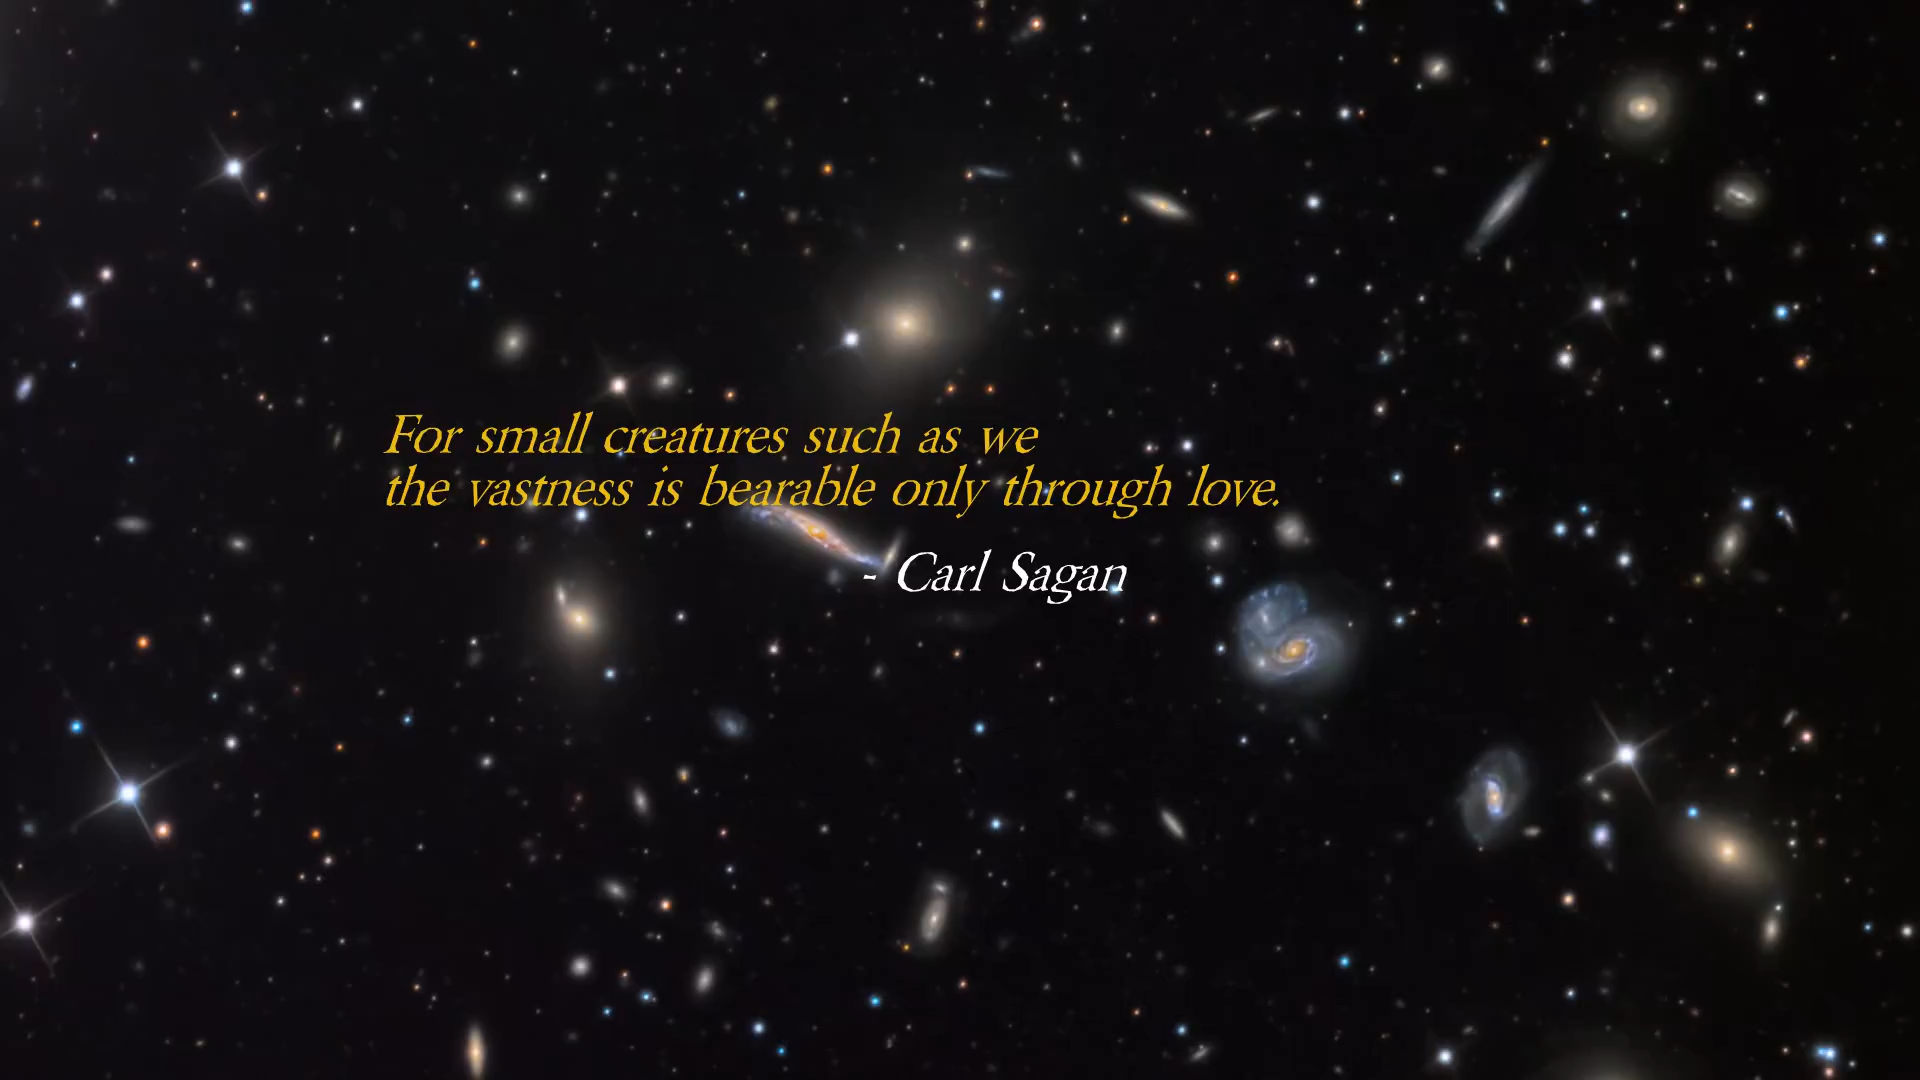 For small creatures such as we
the vastness is bearable only through love.
- Carl Sagan